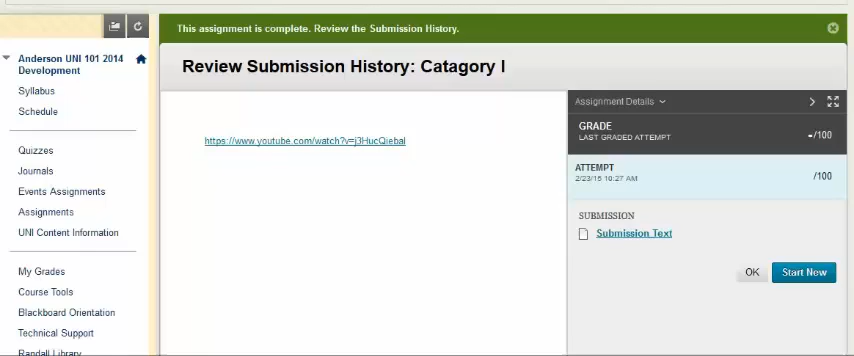 This assignment is complete. Review the Submission History.
Anderson UNI 101 2014
Development
Syllabus
Schedule
Quizzes
Journals
Events Assignments
Assignments
UNI Content Information
My Grades
Course Tools
Blackboard Orientation
Technical Support
Randall Library
Review Submission History: Catagory I
https://www.youtube.com/watch?v=j3HucQiebaI
Assignment Details
GRADE
LAST GRADED ATTEMPT
-/100
ATTEMPT
2/23/15 10:27 AM
/100
SUBMISSION
Submission Text
OK
Start New